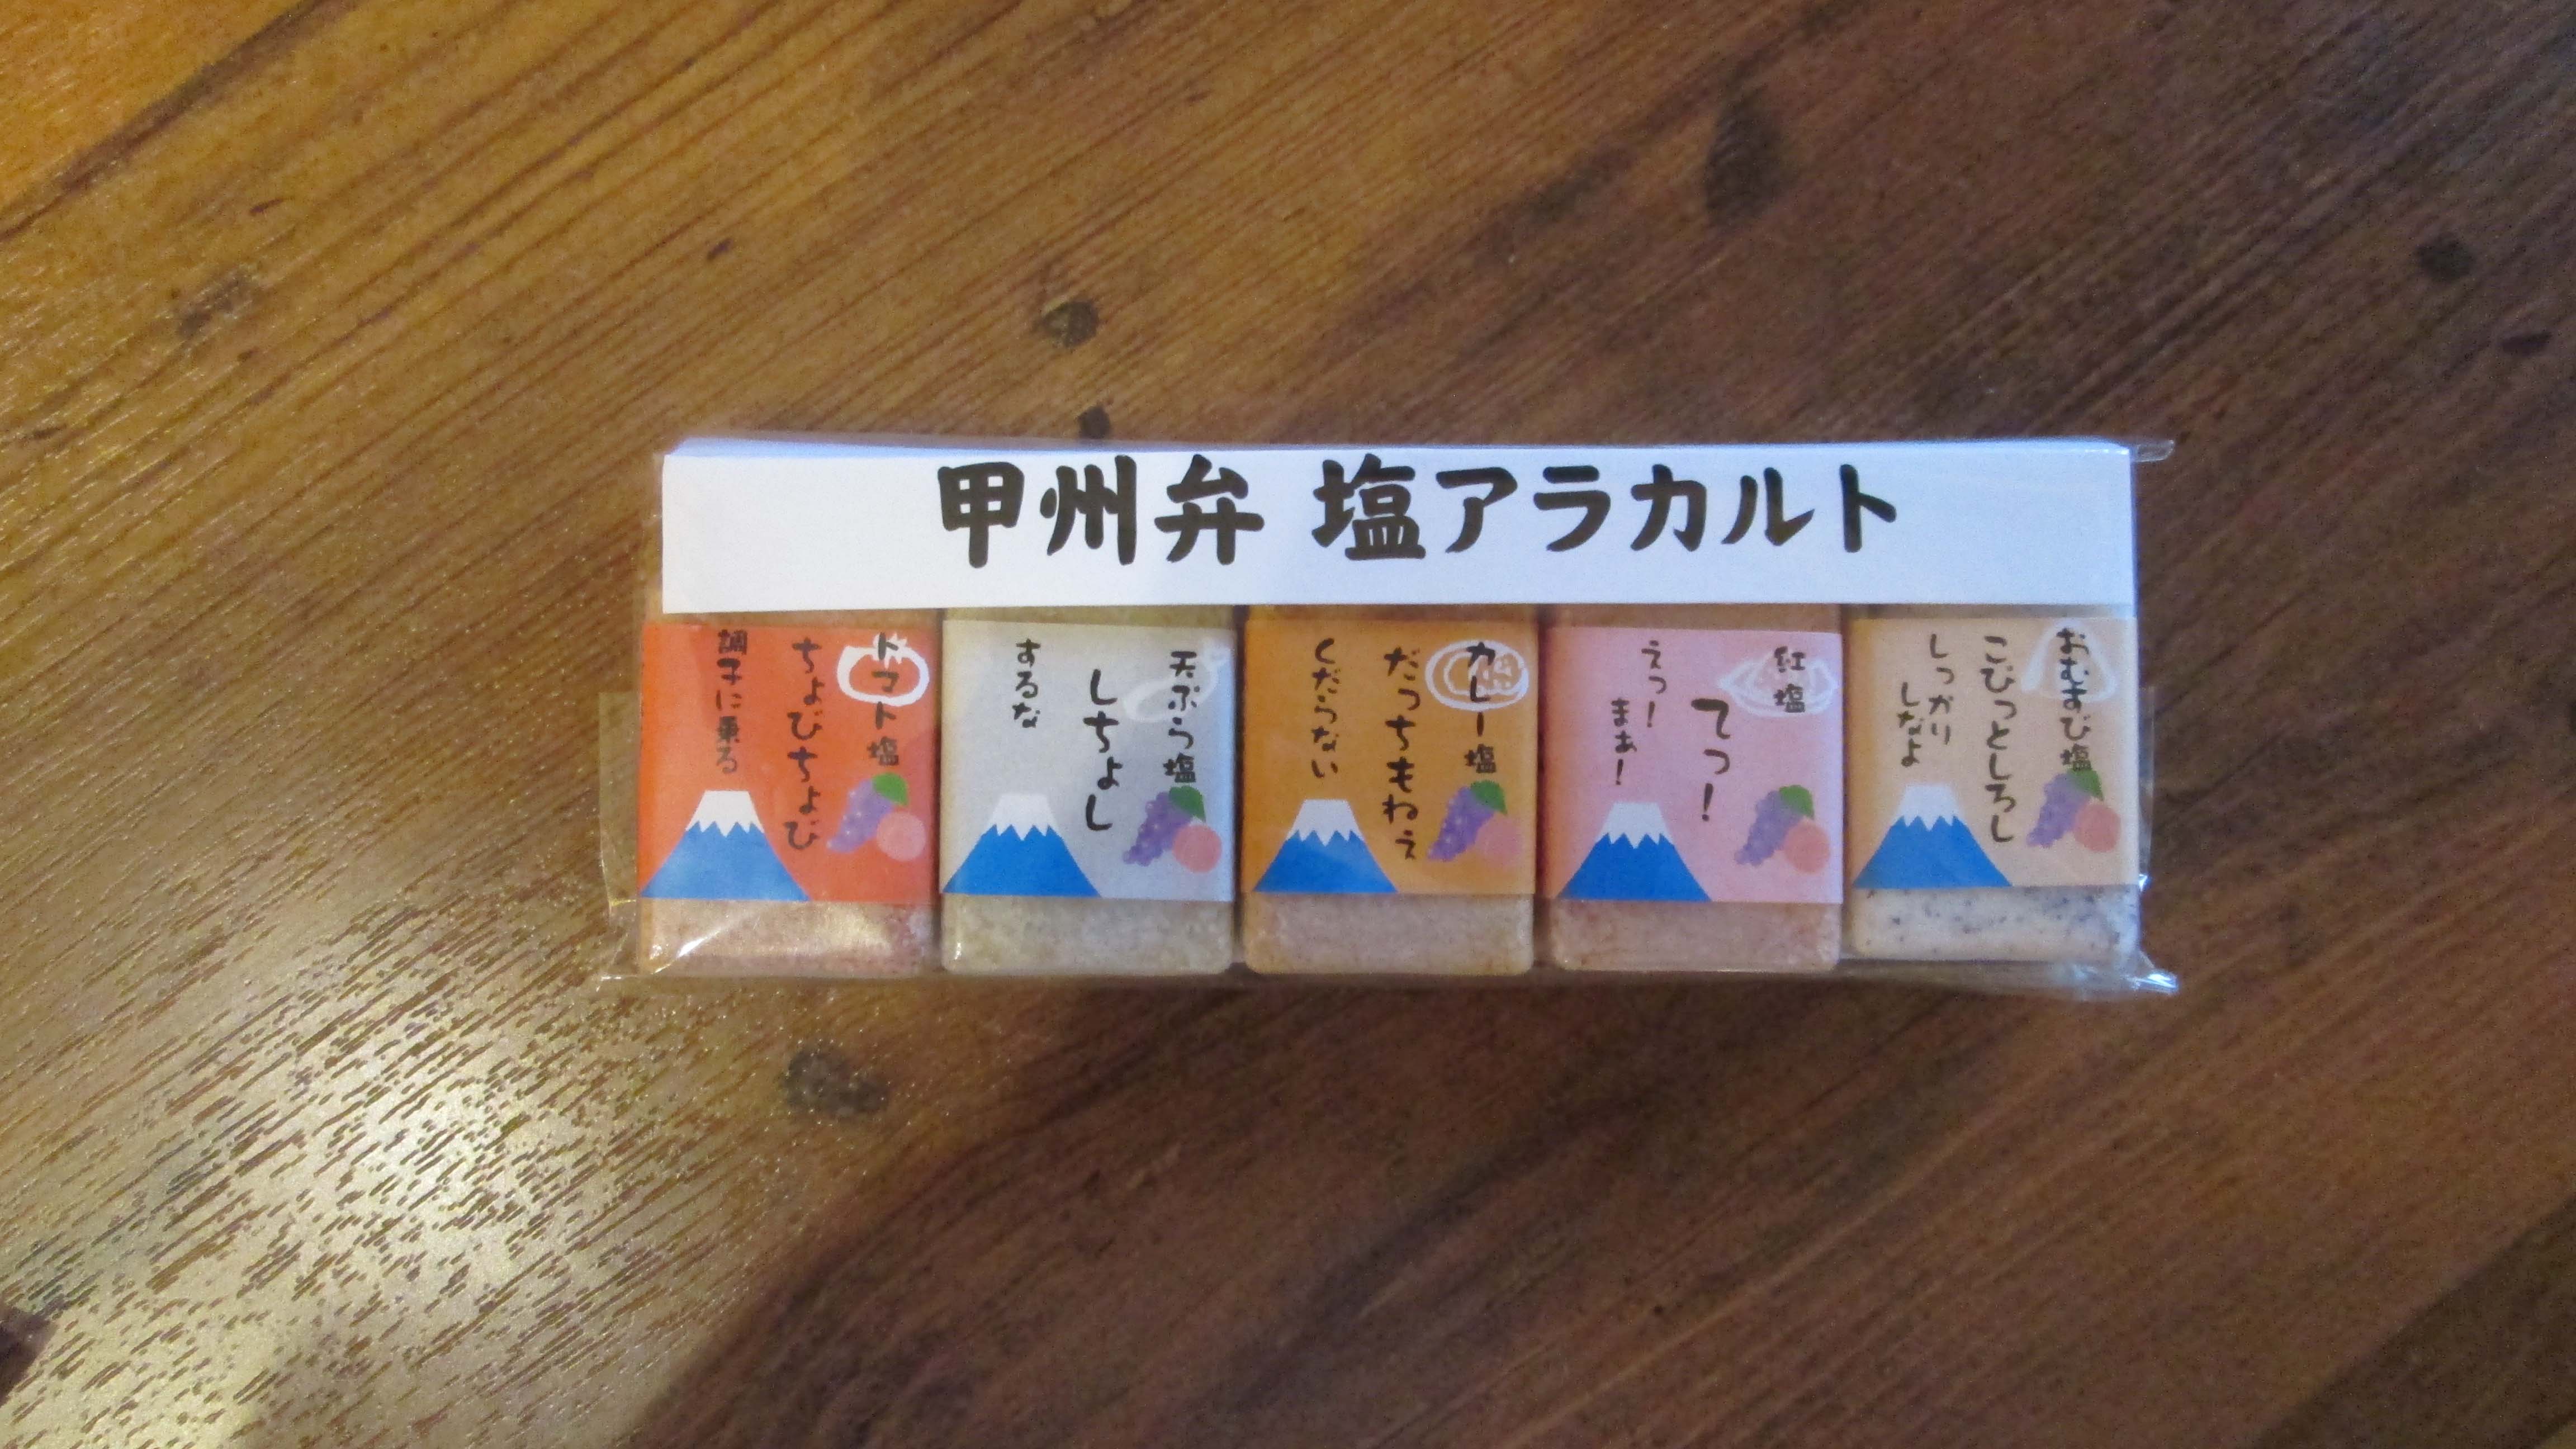 甲州弁 塩アラカルト
トマト塩
ちょびちょび
調子に乗る
天ぷら塩
しちょし
するな
カレー塩
だっちもねぇ
くだらない
紅塩
てっ!
えっ!
まぁ!
おむすび塩
こぴっとしろし
しっかり
しなよ